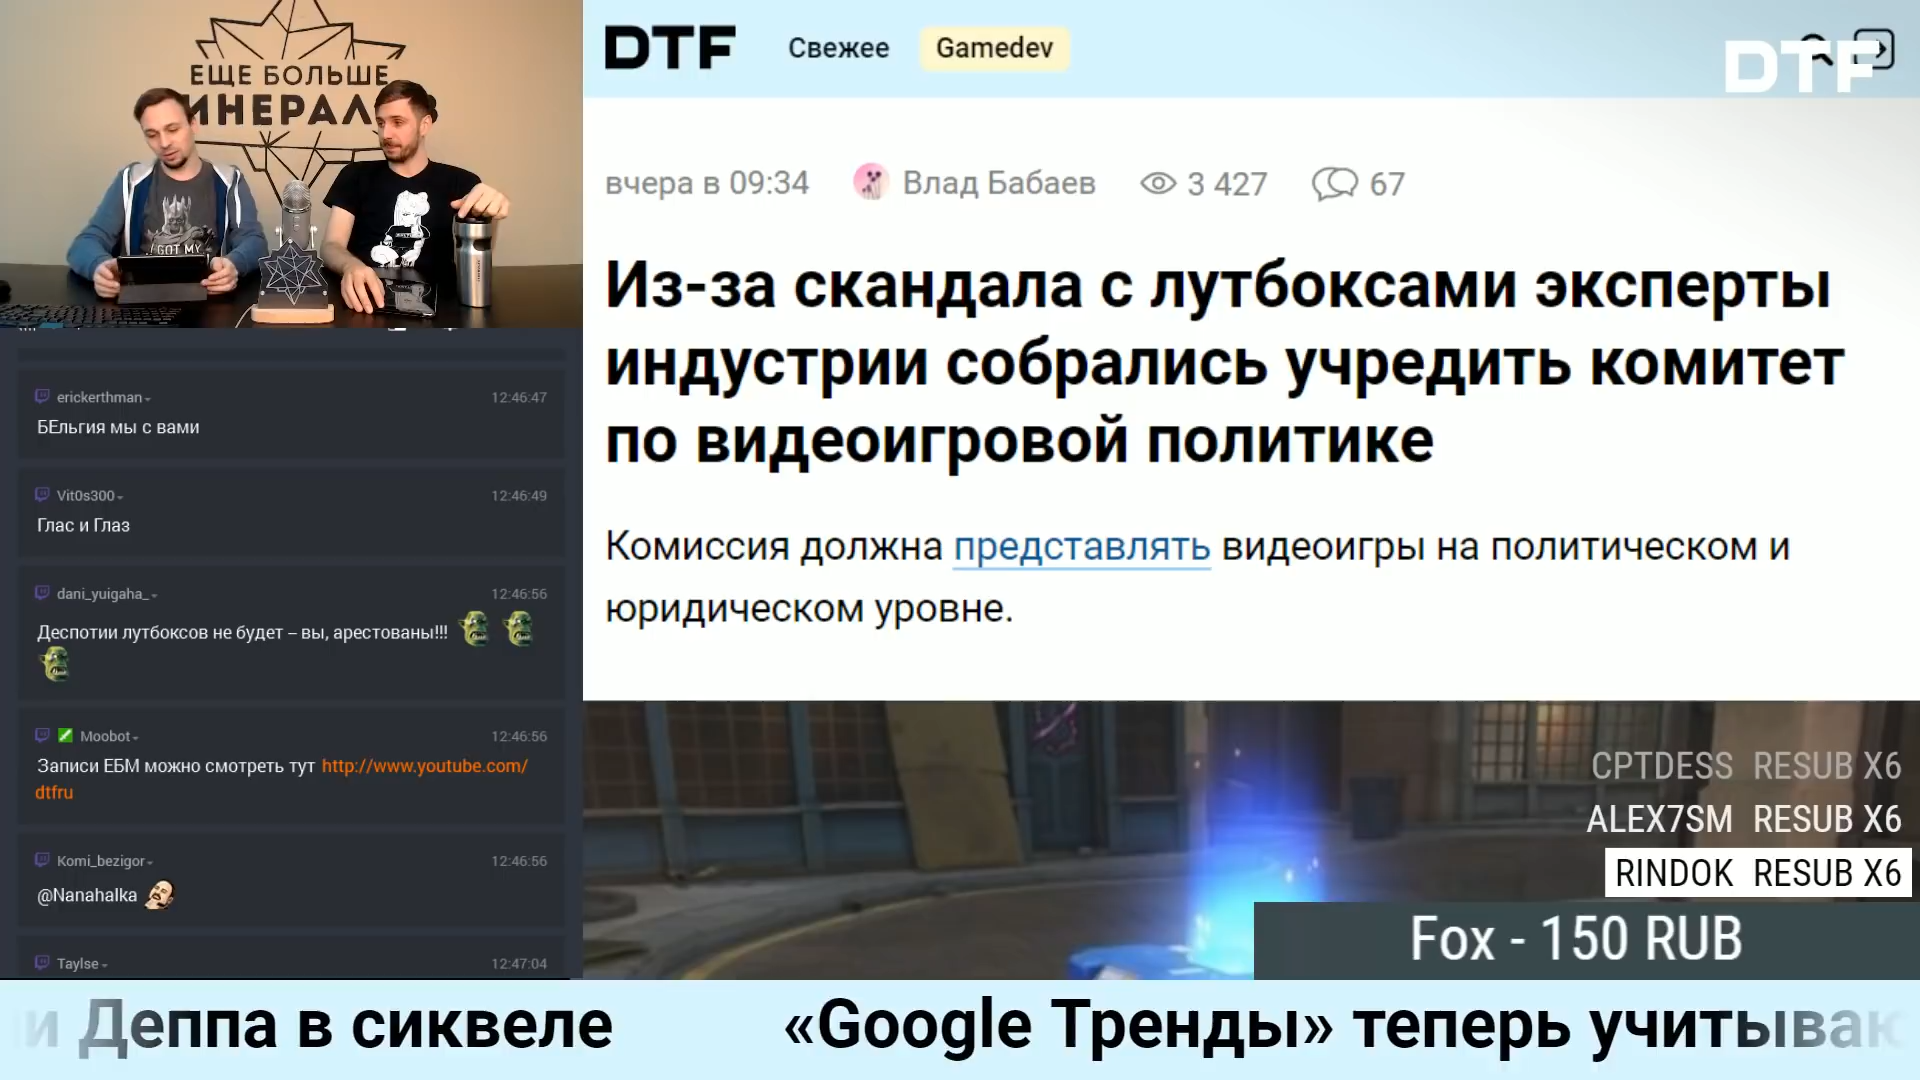 ЕЩЕ БОЛЬШЕ
I GOT MY
erickerthman
12:46:47
БЕльгия мы с вами
Vit0s300
12:46:49
Глас и Глаз
dani_yuigaha_
12:46:56
Деспотии лутбоксов не будет – вы, арестованы!!!
Moobot
12:46:56
Записи ЕБМ можно смотреть тут http://www.youtube.com/
dtfru
Komi_bezigor
12:46:56
@Nanahalka
Taylse
12:47:04
DTF
Свежее
Gamedev
DTF
вчера в 09:34
Влад Бабаев
3 427
67
Из-за скандала с лутбоксами эксперты
индустрии собрались учредить комитет
по видеоигровой политике
Комиссия должна представлять видеоигры на политическом и
юридическом уровне.
CPTDESS RESUB X6
ALEX7SM RESUB X6
RINDOK RESUB X6
Fox - 150 RUB
и Деппа в сиквеле
«Google Тренды» теперь учитываю